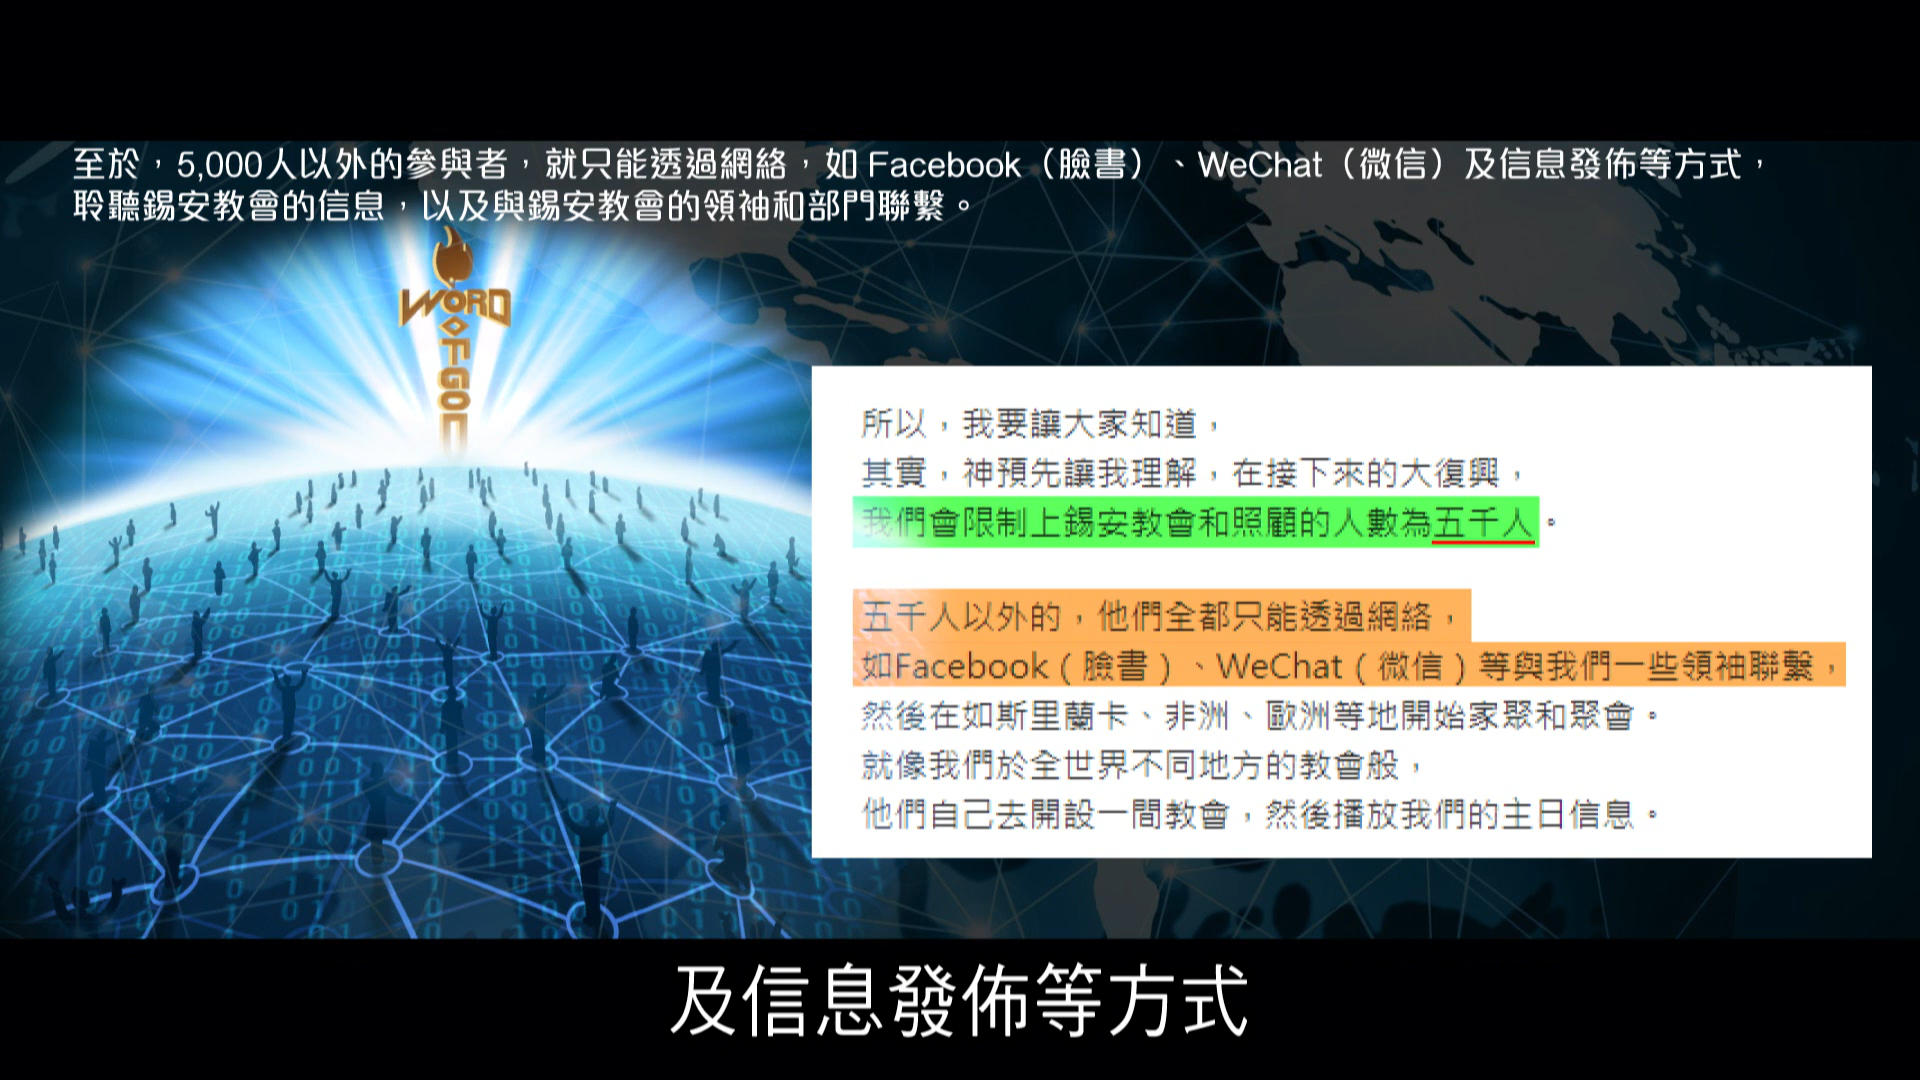 至於，5,000人以外的參與者，就只能透過網絡，如 Facebook（臉書）、WeChat（微信）及信息發佈等方式，
聆聽錫安教會的信息，以及與錫安教會的領袖和部門聯繫。
WORD
OF
GOD
所以，我要讓大家知道，
其實，神預先讓我理解，在接下來的大復興，
我們會限制上錫安教會和照顧的人數為五千人。
五千人以外的，他們全都只能透過網絡，
如Facebook（臉書）、WeChat（微信）等與我們一些領袖聯繫，
然後在如斯里蘭卡、非洲、歐洲等地開始家聚和聚會。
就像我們於全世界不同地方的教會般，
他們自己去開設一間教會，然後播放我們的主日信息。
及信息發佈等方式